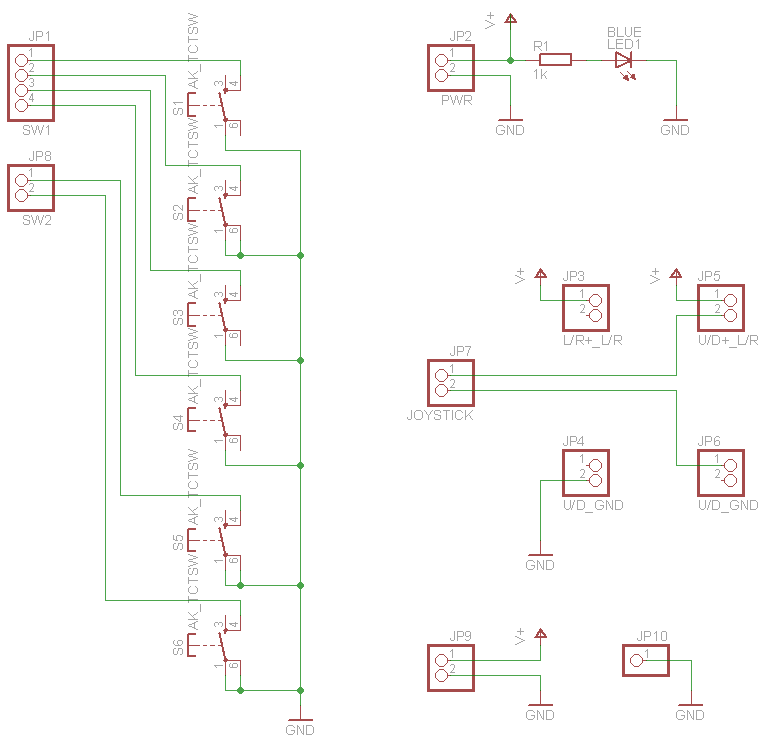 JP1
1
2
3
4
SW1
JP8
1
2
SW2
AK_TCTSW
S1
3
4
1
6
AK_TCTSW
S2
3
4
1
6
AK_TCTSW
S3
3
4
1
6
AK_TCTSW
S4
3
4
1
6
AK_TCTSW
S5
3
4
1
6
AK_TCTSW
S6
3
4
1
6
GND
JP2
1
2
PWR
V+
GND
R1
1K
BLUE
LED1
GND
V+
JP3
1
2
L/R+_L/R
V+
JP5
1
2
U/D+_L/R
JP7
1
2
JOYSTICK
JP4
1
2
U/D_GND
GND
JP6
1
2
U/D_GND
JP9
1
2
V+
GND
JP10
1
GND